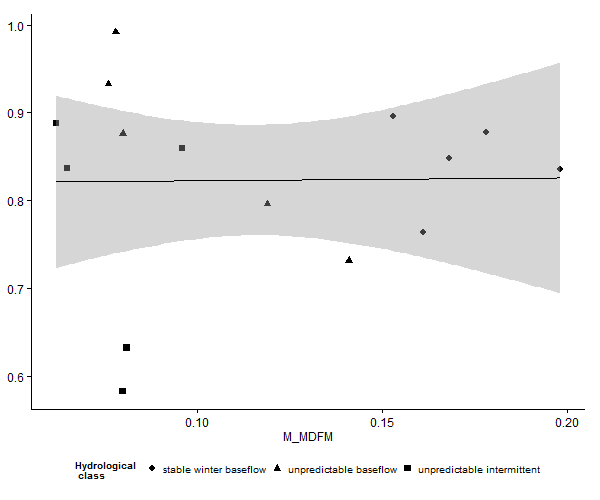 1.0
0.9
0.8
0.7
0.6
0.10 0.15 0.20
M_MDFM
Hydrological
class
stable winter baseflow unpredictable baseflow unpredictable intermittent